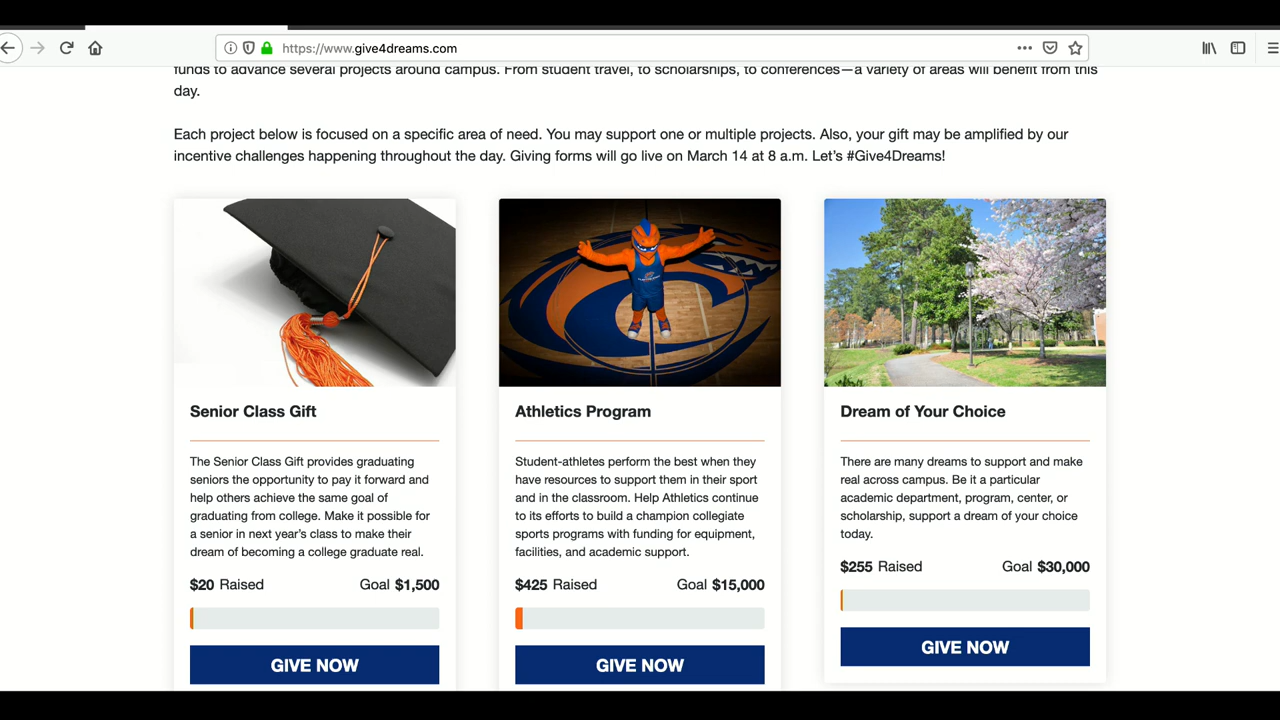 https://www.give4dreams.com
funds to advance several projects around campus. From student travel, to scholarships, to conferences—a variety of areas will benefit from this
day.
Each project below is focused on a specific area of need. You may support one or multiple projects. Also, your gift may be amplified by our
incentive challenges happening throughout the day. Giving forms will go live on March 14 at 8 a.m. Let’s #Give4Dreams!
Senior Class Gift
The Senior Class Gift provides graduating
seniors the opportunity to pay it forward and
help others achieve the same goal of
graduating from college. Make it possible for
a senior in next year’s class to make their
dream of becoming a college graduate real.
$20 Raised Goal $1,500
GIVE NOW
Athletics Program
Student-athletes perform the best when they
have resources to support them in their sport
and in the classroom. Help Athletics continue
to its efforts to build a champion collegiate
sports programs with funding for equipment,
facilities, and academic support.
$425 Raised Goal $15,000
GIVE NOW
Dream of Your Choice
There are many dreams to support and make
real across campus. Be it a particular
academic department, program, center, or
scholarship, support a dream of your choice
today.
$255 Raised Goal $30,000
GIVE NOW